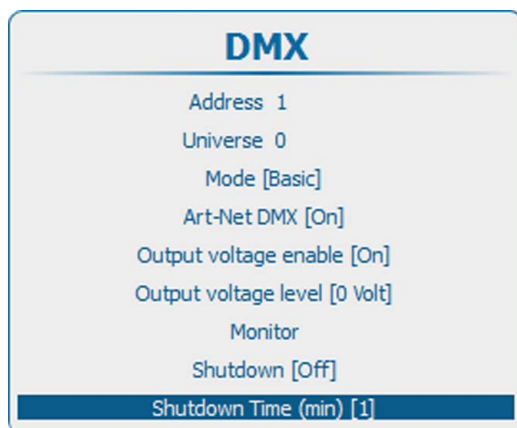 DMX
Address 1
Universe 0
Mode [Basic]
Art-Net DMX [On]
Output voltage enable [On]
Output voltage level [0 Volt]
Monitor
Shutdown [Off]
Shutdown Time (min) [1]